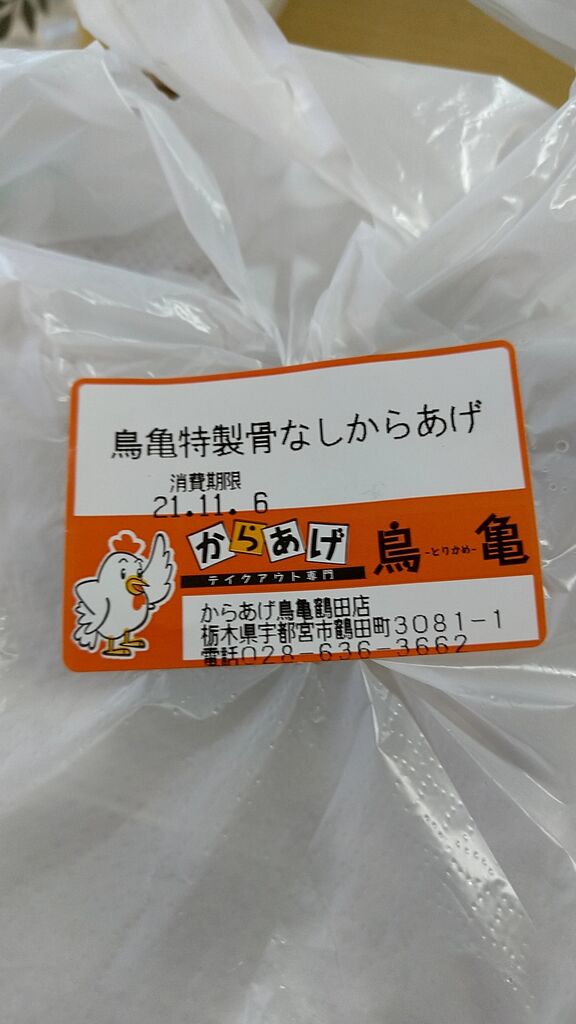 鳥亀特製骨なしからあげ
消費期限
21.11. 6
からあげ 鳥 -とりかめ- 亀
テイクアウト専門
からあげ鳥亀鶴田店
栃木県宇都宮市鶴田町3081-1
電話028-636-3662